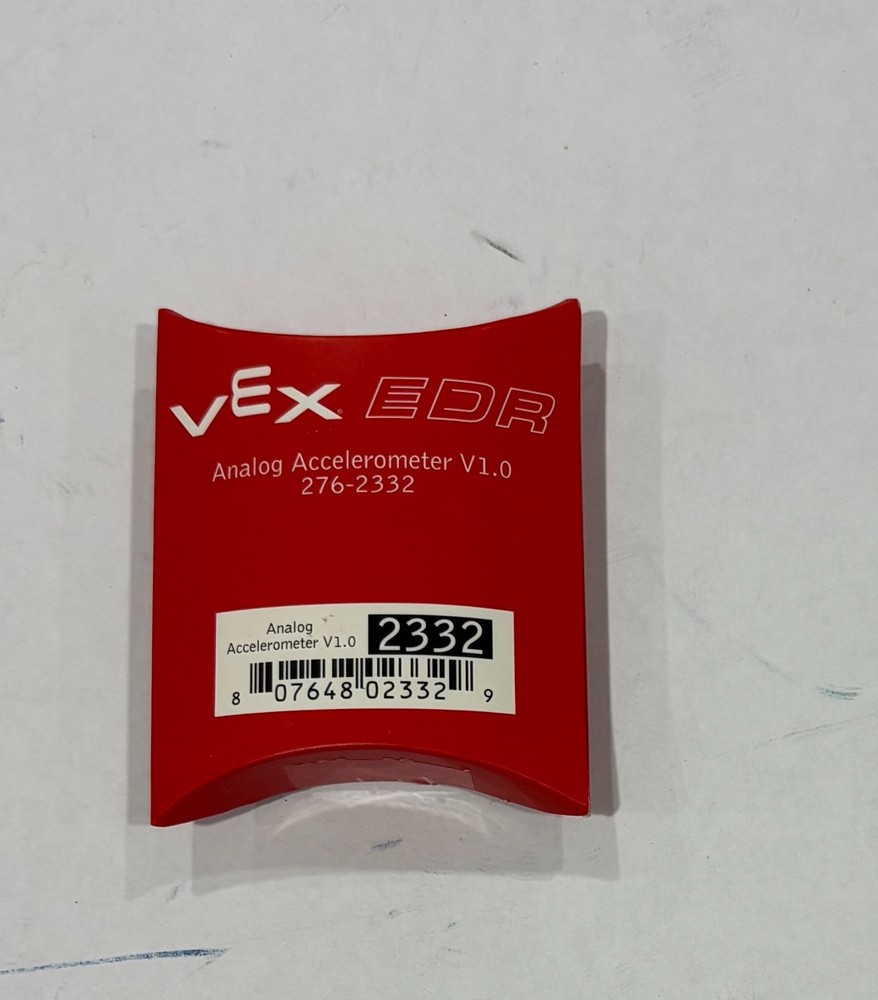 VEX EDR
Analog Accelerometer V1.0
276-2332
Analog
Accelerometer V1.0
2332
8 07648 02332 9